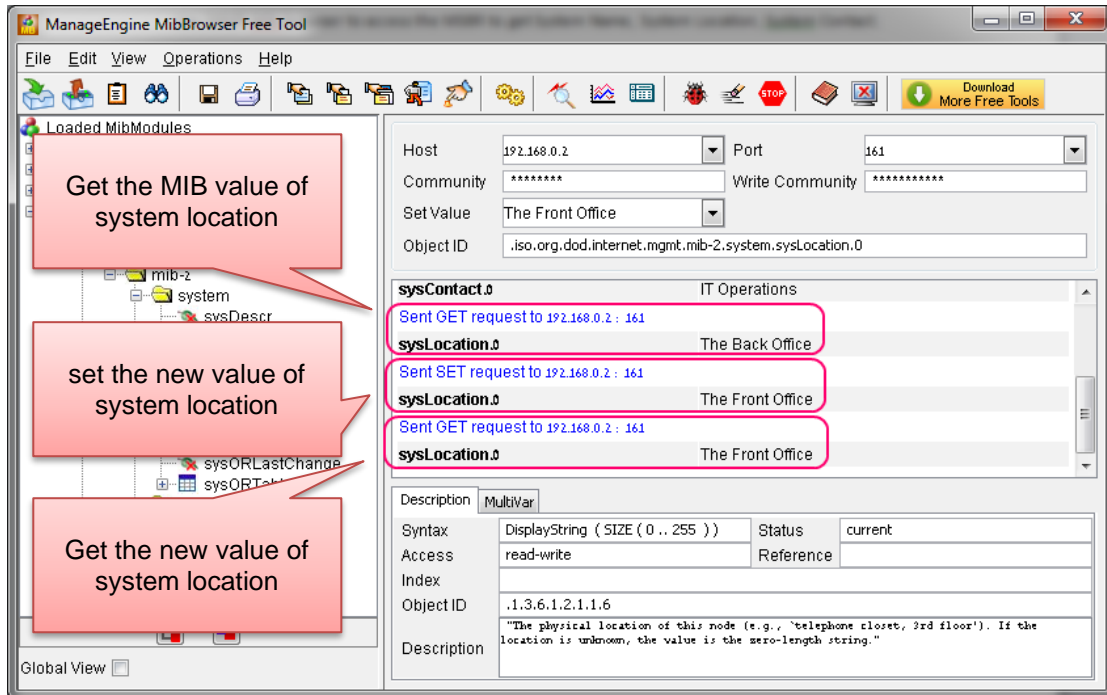 ManageEngine MibBrowser Free Tool
File Edit View Operations Help
STOP
Download
More Free Tools
Loaded MibModules
Get the MIB value of
system location
mib-2
system
sysDescr
set the new value of
system location
sysORLastChange
Get the new value of
system location
Global View
Host 192.168.0.2 Port 161
Community ******** Write Community ***********
Set Value The Front Office
Object ID .iso.org.dod.internet.mgmt.mib-2.system.sysLocation.0
sysContact.0 IT Operations
Sent GET request to 192.168.0.2 : 161
sysLocation.0 The Back Office
Sent SET request to 192.168.0.2 : 161
sysLocation.0 The Front Office
Sent GET request to 192.168.0.2 : 161
sysLocation.0 The Front Office
Description MultiVar
Syntax DisplayString ( SIZE ( 0 .. 255 ) ) Status current
Access read-write Reference
Index
Object ID .1.3.6.1.2.1.1.6
Description "The physical location of this node (e.g., `telephone closet, 3rd floor'). If the
location is unknown, the value is the zero-length string."